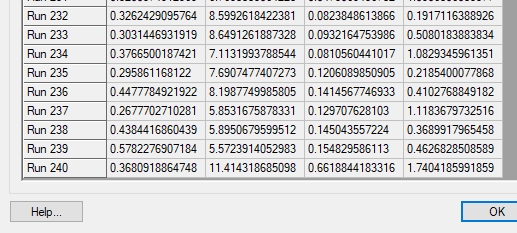 Run 232 0.3262429095764 8.5992618422381 0.0823848613866 0.1917116388926
Run 233 0.3031446931919 8.6491261887328 0.0932164753986 0.5080183883834
Run 234 0.3766500187421 7.1131993788544 0.0810560441017 1.0829345961351
Run 235 0.295861168122 7.6907477407273 0.1206089850905 0.2185400077868
Run 236 0.4477784921922 8.1987749985805 0.1414567746933 0.4102768849182
Run 237 0.2677702710281 5.8531675878331 0.129707628103 1.1183679732516
Run 238 0.4384416860439 5.8950679599512 0.145043557224 0.3689917965458
Run 239 0.5782276907184 5.5723914052983 0.154829586113 0.4626828508589
Run 240 0.3680918864748 11.414318685098 0.6618844183316 1.7404185991859
Help... OK